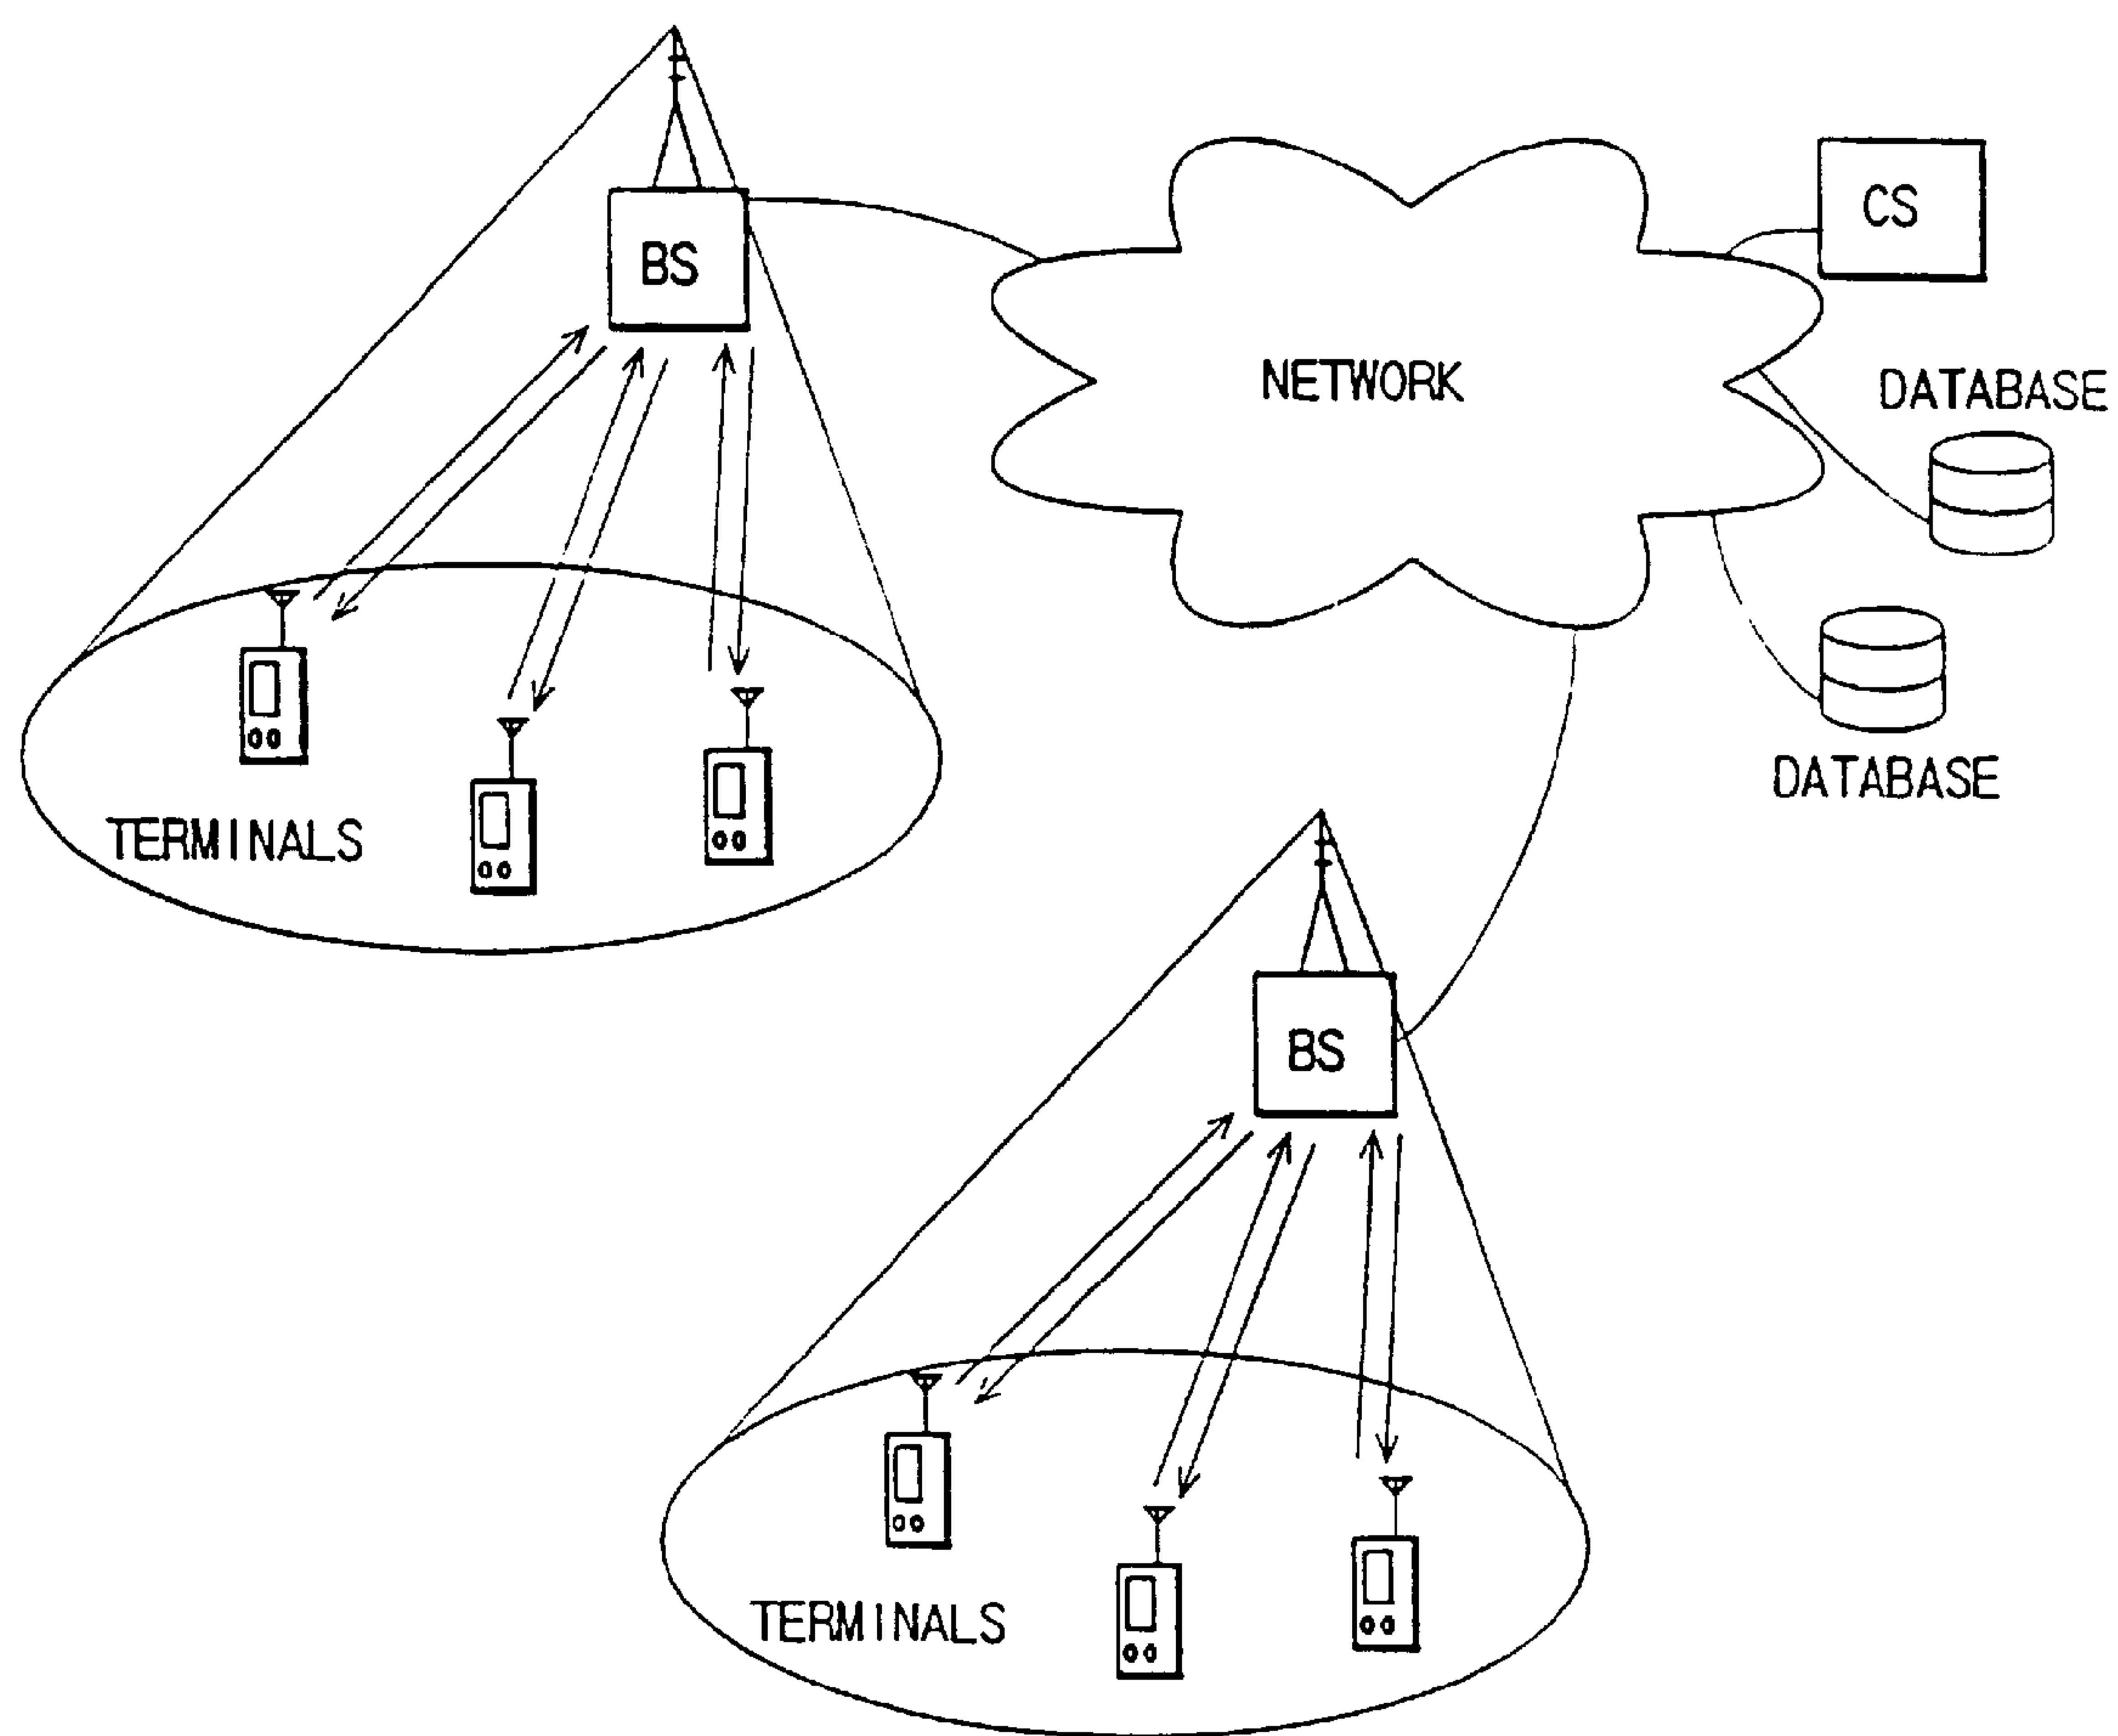 BS
CS
NETWORK
DATABASE
DATABASE
TERMINALS
BS
TERMINALS